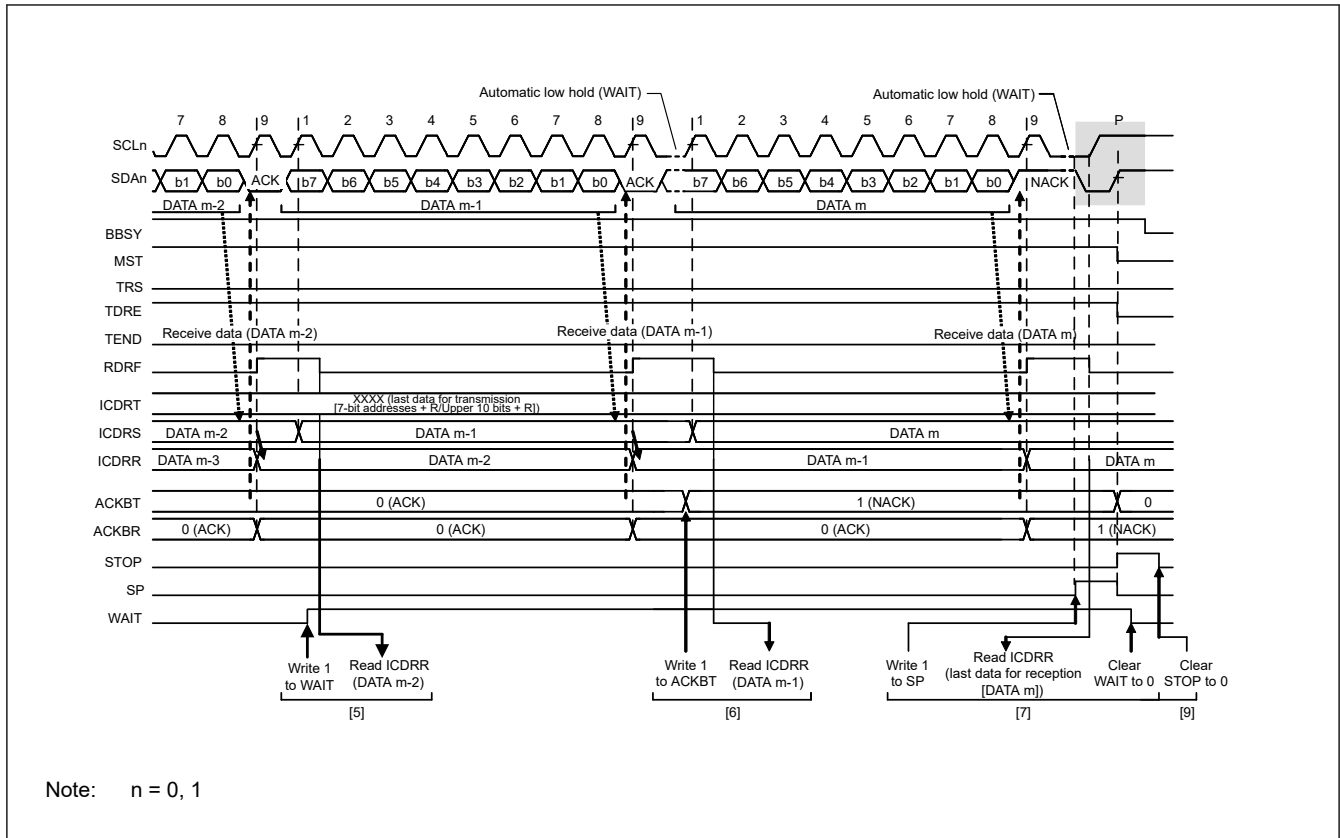 Automatic low hold (WAIT)
Automatic low hold (WAIT)
7 8 9 1 2 3 4 5 6 7 8 9 1 2 3 4 5 6 7 8 9 P
SCLn
SDAn b1 b0 ACK b7 b6 b5 b4 b3 b2 b1 b0 ACK b7 b6 b5 b4 b3 b2 b1 b0 NACK
DATA m-2 DATA m-1 DATA m
BBSY
MST
TRS
TDRE
TEND Receive data (DATA m-2) Receive data (DATA m-1) Receive data (DATA m)
RDRF
ICDRT XXXX (last data for transmission
[7-bit addresses + R/Upper 10 bits + R])
ICDRS DATA m-2 DATA m-1 DATA m
ICDRR DATA m-3 DATA m-2 DATA m-1 DATA m
ACKBT 0 (ACK) 1 (NACK) 0
ACKBR 0 (ACK) 0 (ACK) 0 (ACK) 1 (NACK)
STOP
SP
WAIT
Write 1
to WAIT
Read ICDRR
(DATA m-2)
[5]
Write 1
to ACKBT
Read ICDRR
(DATA m-1)
[6]
Write 1
to SP
Read ICDRR
(last data for reception
[DATA m])
Clear
WAIT to 0
[7]
Clear
STOP to 0
[9]
Note: n = 0, 1